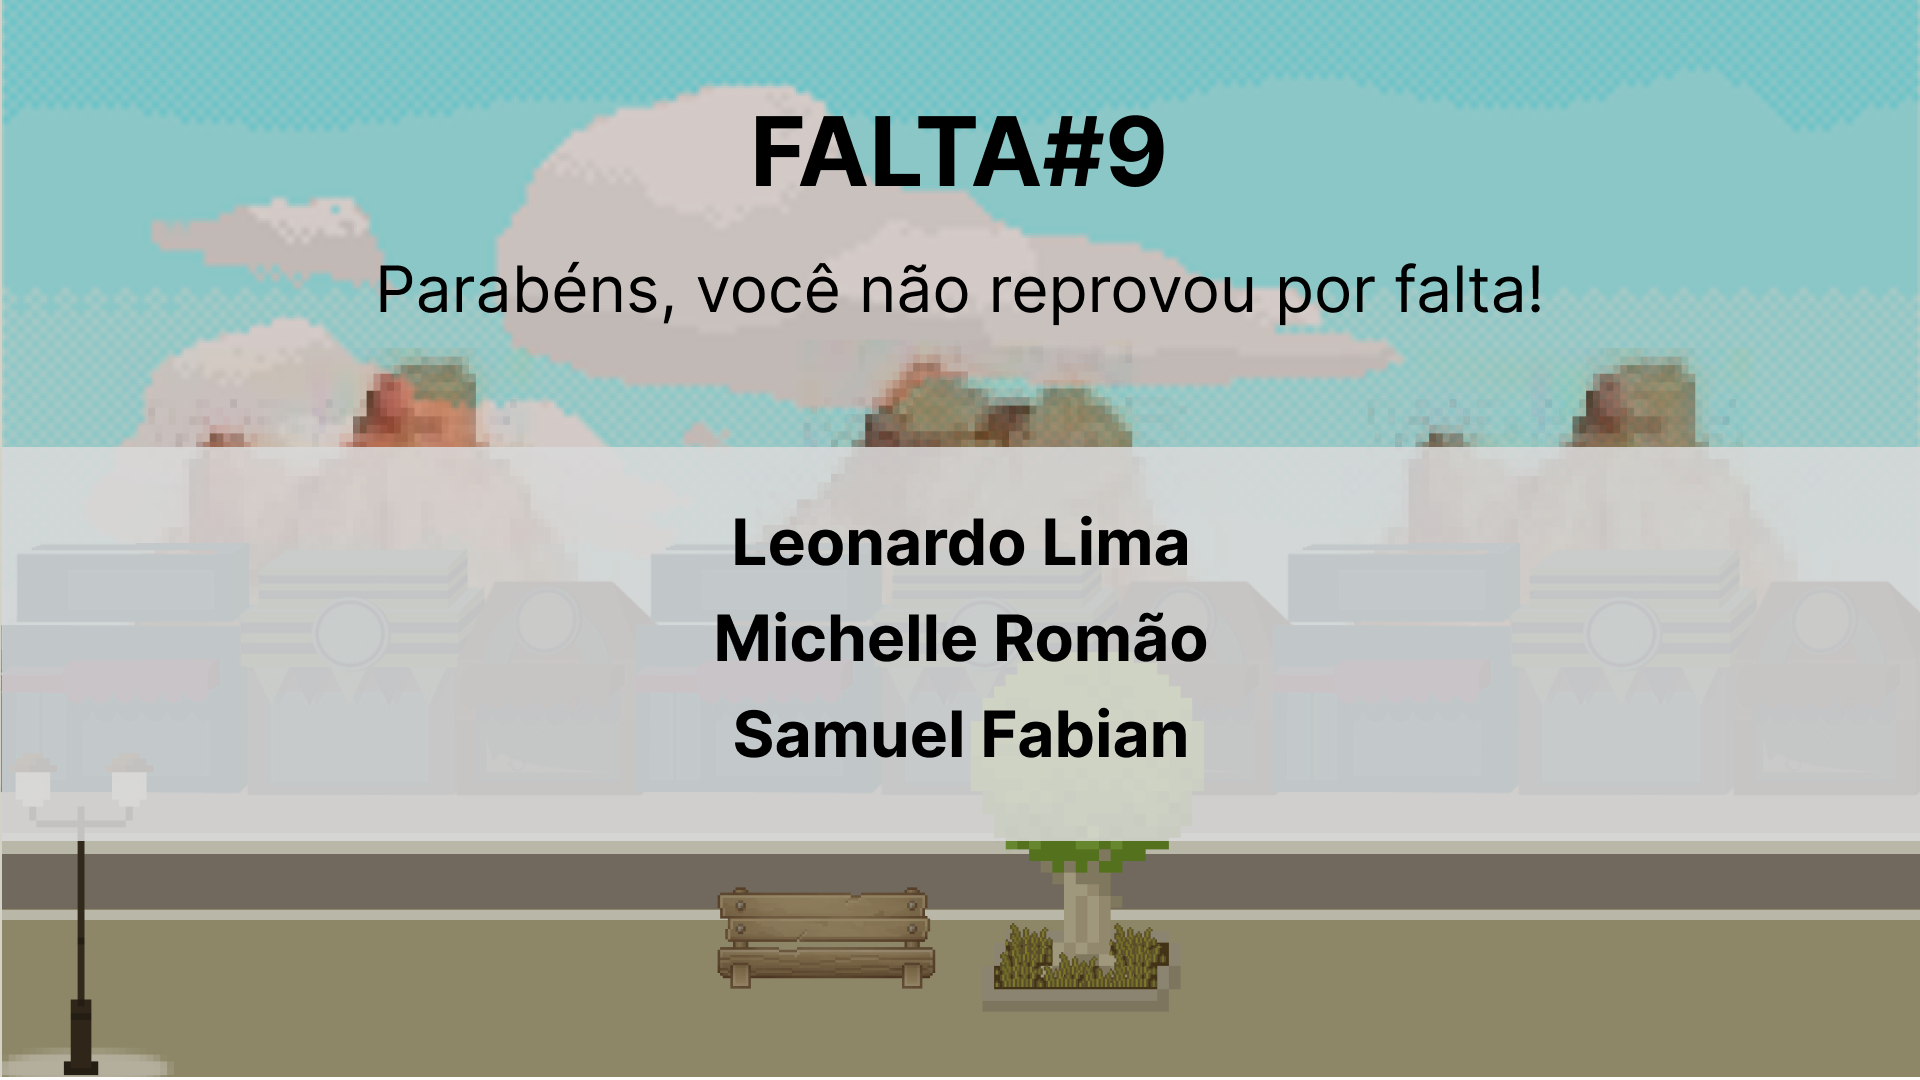 FALTA#9
Parabéns, você não reprovou por falta!
Leonardo Lima
Michelle Romão
Samuel Fabian